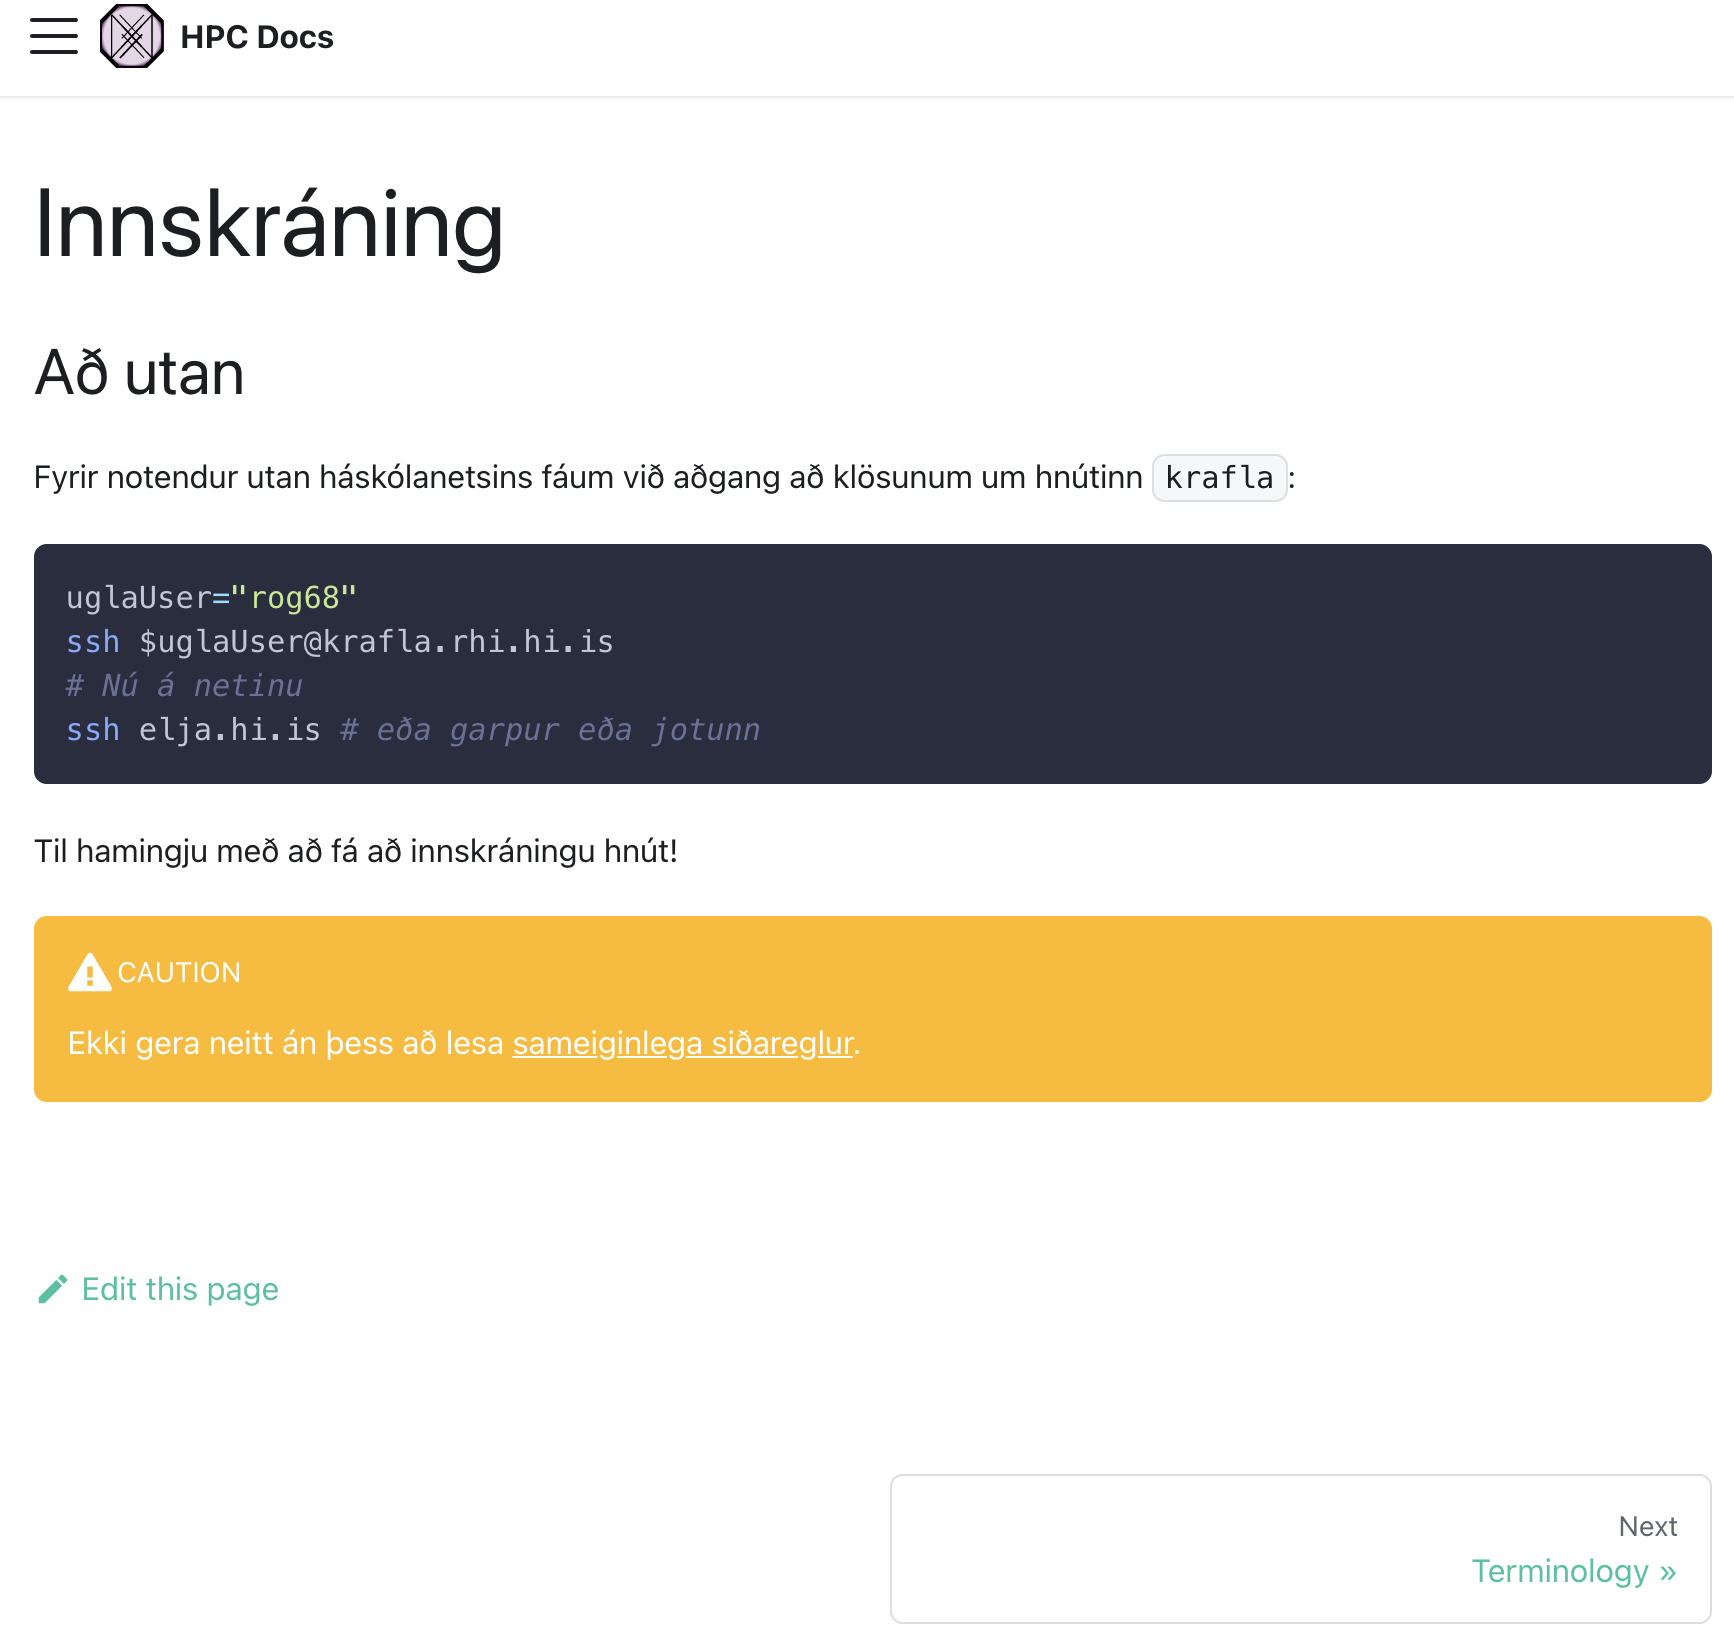 HPC Docs
Innskráning
Að utan
Fyrir notendur utan háskólanetsins fáum við aðgang að klösunum um hnútinn krafla:
uglaUser="rog68"
ssh $uglaUser@krafla.rhi.hi.is
# Nú á netinu
ssh elja.hi.is # eða garpur eða jotunn
Til hamingju með að fá að innskráningu hnút!
CAUTION
Ekki gera neitt án þess að lesa sameiginlega siðareglur.
Edit this page
Next
Terminology »